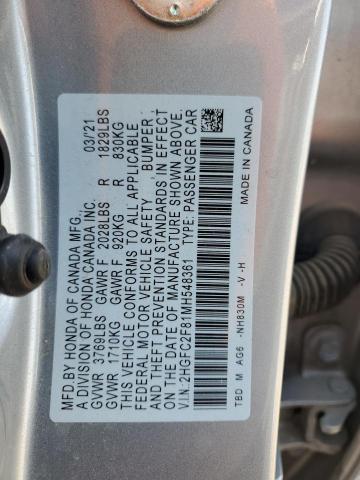 MFD.BY HONDA OF CANADA MFG.,
A DIVISION OF HONDA CANADA INC. 03/21
GVWR 3769LBS GAWR F 2028LBS R 1829LBS
GVWR 1710KG GAWR F 920KG R 830KG
THIS VEHICLE CONFORMS TO ALL APPLICABLE
FEDERAL MOTOR VEHICLE SAFETY BUMPER,
AND THEFT PREVENTION STANDARDS IN EFFECT
ON THE DATE OF MANUFACTURE SHOWN ABOVE.
V.I.N: 2HGFC2F81MH548361 TYPE: PASSENGER CAR
TBD M AG6 -NH830M -V -H
MADE IN CANADA